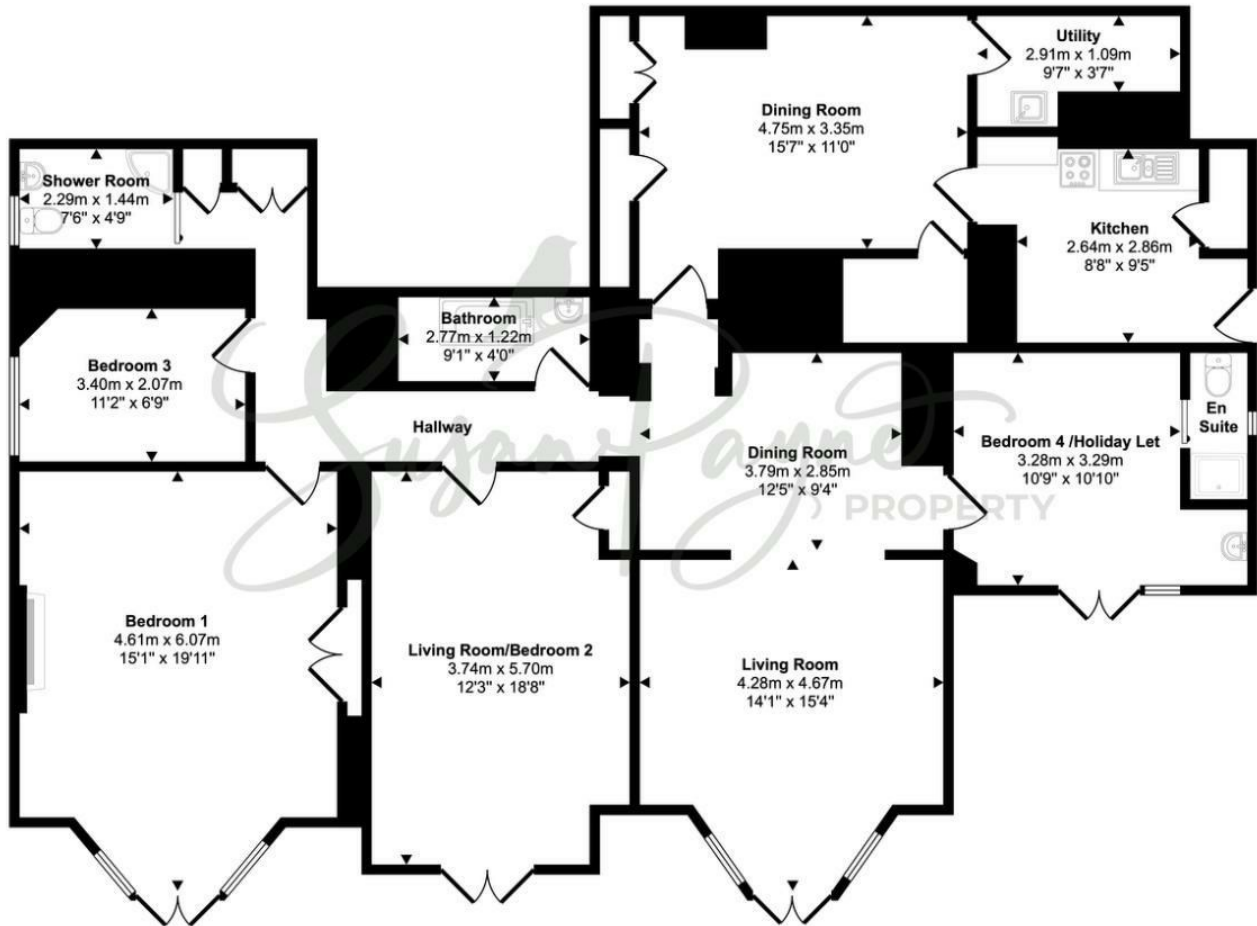 Utility
2.91m x 1.09m
9'7" x 3'7"
Dining Room
4.75m x 3.35m
15'7" x 11'0"
Shower Room
2.29m x 1.44m
7'6" x 4'9"
Kitchen
2.64m x 2.86m
8'8" x 9'5"
Bathroom
2.77m x 1.22m
9'1" x 4'0"
Bedroom 3
3.40m x 2.07m
11'2" x 6'9"
Hallway
Dining Room
3.79m x 2.85m
12'5" x 9'4"
Bedroom 4 /Holiday Let
3.28m x 3.29m
10'9" x 10'10"
En
Suite
Susan Payne
PROPERTY
Bedroom 1
4.61m x 6.07m
15'1" x 19'11"
Living Room/Bedroom 2
3.74m x 5.70m
12'3" x 18'8"
Living Room
4.28m x 4.67m
14'1" x 15'4"